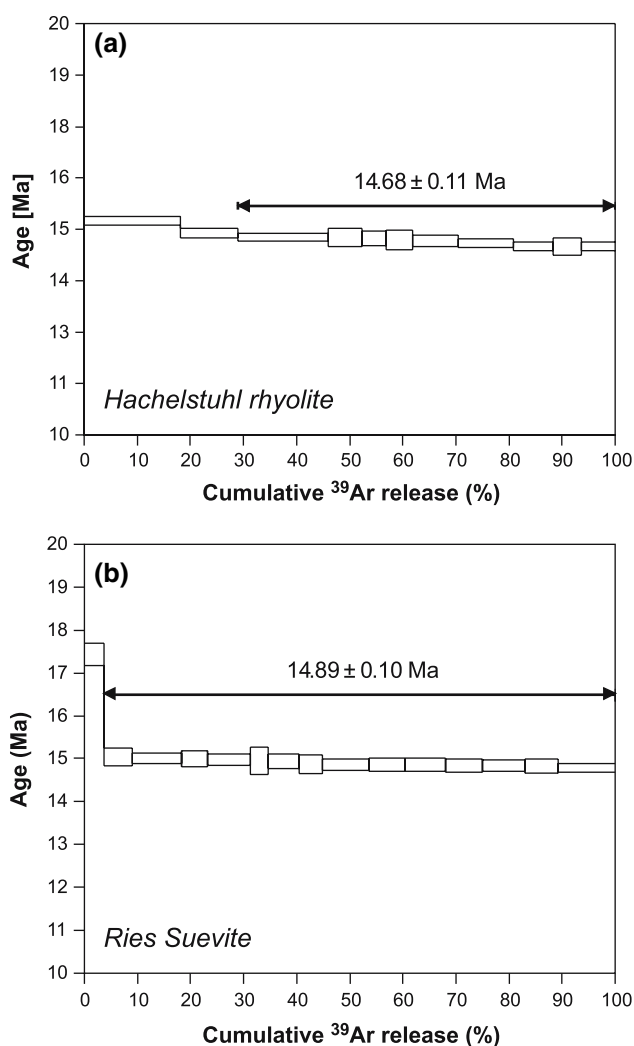 (a)
20
19
18
16
15
14
13
11
10
Age [Ma]
14.68 ± 0.11 Ma
Hachelstuhl rhyolite
0 10 20 30 40 50 60 70 80 90 100
Cumulative ³⁹Ar release (%)
(b)
20
19
18
17
16
15
14
13
12
11
10
Age (Ma)
14.89 ± 0.10 Ma
Ries Suevite
0 10 20 30 40 50 60 70 80 90 100
Cumulative ³⁹Ar release (%)